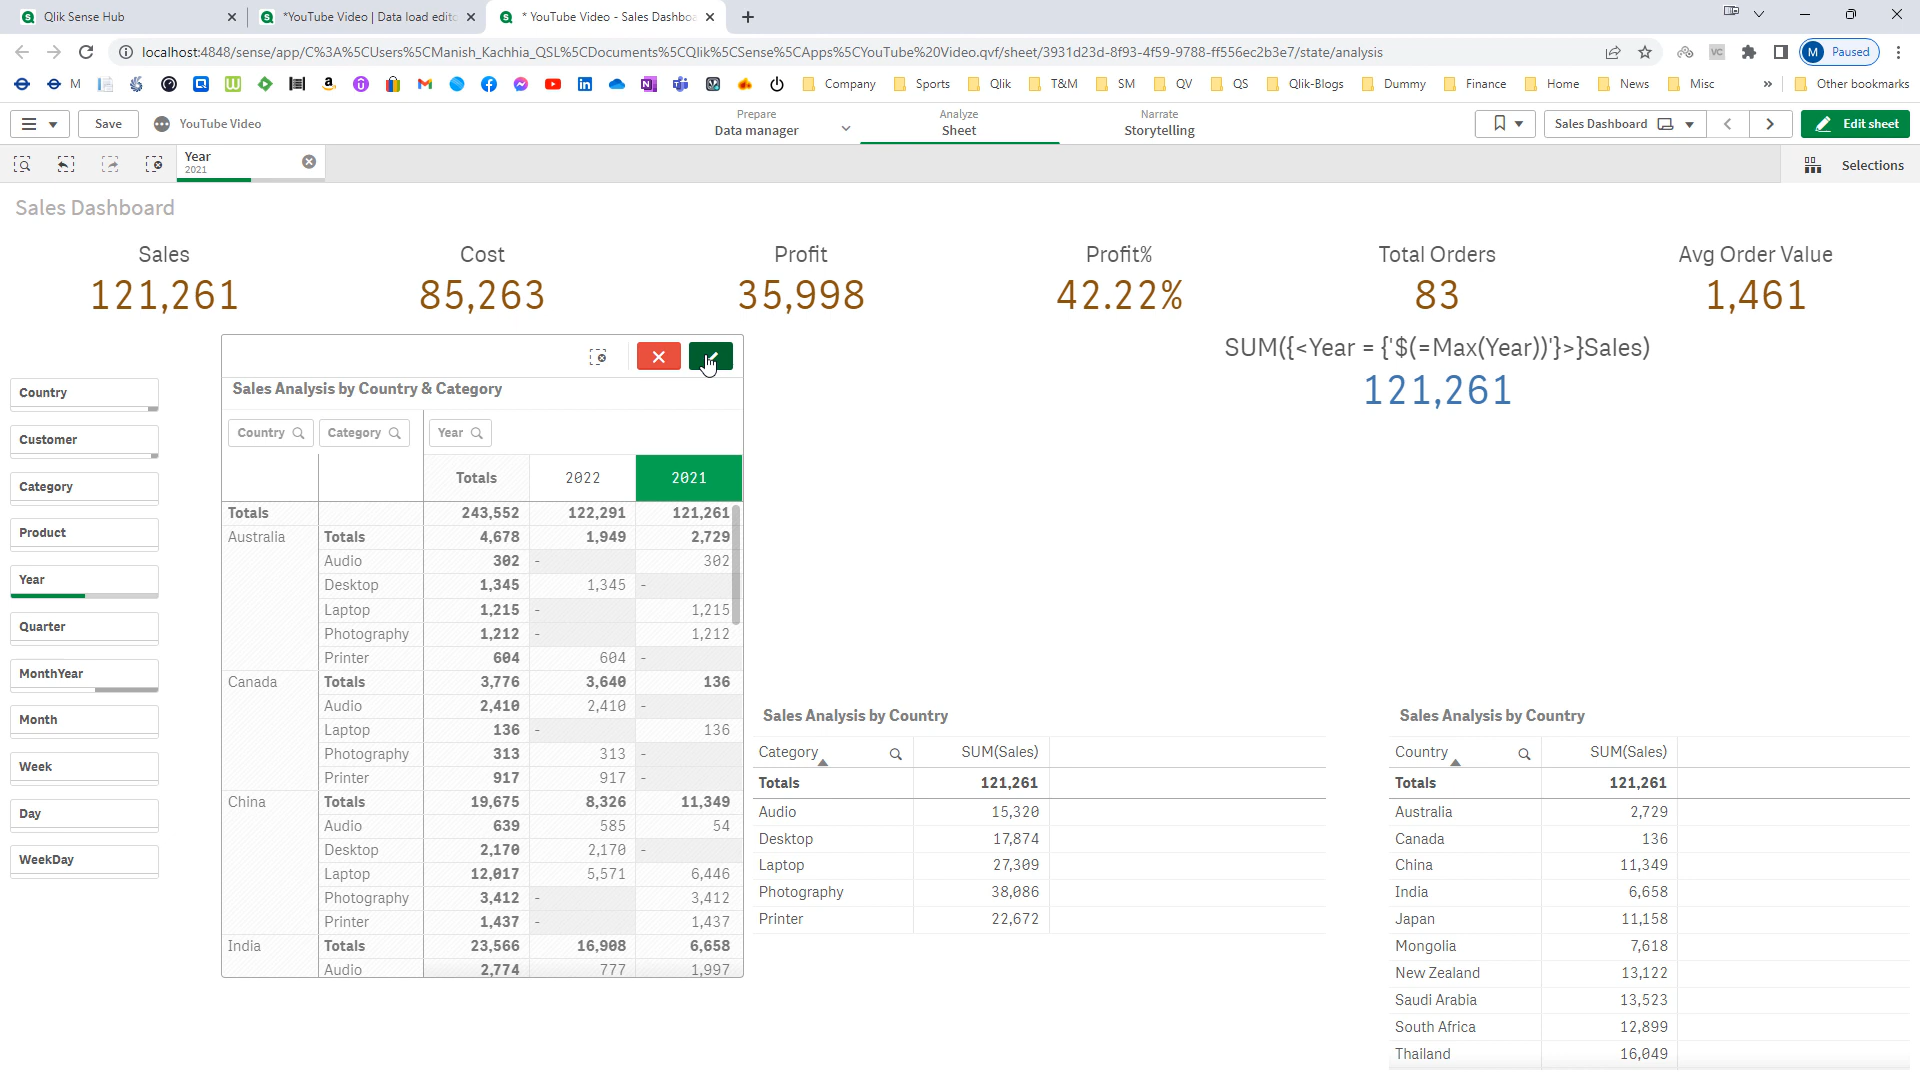 Qlik Sense Hub
*YouTube Video | Data load edito
* YouTube Video - Sales Dashboa
localhost:4848/sense/app/C%3A%5CUsers%5CManish_Kachhia_QSL%5CDocuments%5CQlik%5CSense%5CApps%5CYouTube%20Video.qvf/sheet/3931d23d-8f93-4f59-9788-ff556ec2b3e7/state/analysis
M Paused
M
Company Sports Qlik T&M SM QV QS Qlik-Blogs Dummy Finance Home News Misc » Other bookmarks
Save YouTube Video
Prepare
Data manager
Analyze
Sheet
Narrate
Storytelling
Sales Dashboard
Edit sheet
Year
2021
Selections
Sales Dashboard
Sales Cost Profit Profit% Total Orders Avg Order Value
121,261 85,263 35,998 42.22% 83 1,461
SUM({<Year = {'$(=Max(Year))'}>}Sales)
121,261
Country
Customer
Category
Product
Year
Quarter
MonthYear
Month
Week
Day
WeekDay
Sales Analysis by Country & Category
Country Category Year
Totals 2022 2021
Totals 243,552 122,291 121,261
Australia Totals 4,678 1,949 2,729
Audio 302 - 302
Desktop 1,345 1,345 -
Laptop 1,215 - 1,215
Photography 1,212 - 1,212
Printer 604 604 -
Canada Totals 3,776 3,640 136
Audio 2,410 2,410 -
Laptop 136 - 136
Photography 313 313 -
Printer 917 917 -
China Totals 19,675 8,326 11,349
Audio 639 585 54
Desktop 2,170 2,170 -
Laptop 12,017 5,571 6,446
Photography 3,412 - 3,412
Printer 1,437 - 1,437
India Totals 23,566 16,908 6,658
Audio 2,774 777 1,997
Sales Analysis by Country
Category SUM(Sales)
Totals 121,261
Audio 15,320
Desktop 17,874
Laptop 27,309
Photography 38,086
Printer 22,672
Sales Analysis by Country
Country SUM(Sales)
Totals 121,261
Australia 2,729
Canada 136
China 11,349
India 6,658
Japan 11,158
Mongolia 7,618
New Zealand 13,122
Saudi Arabia 13,523
South Africa 12,899
Thailand 16,049